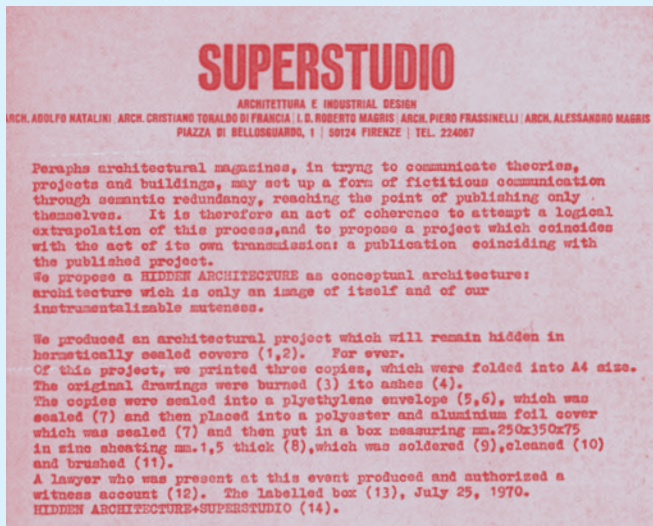 SUPERSTUDIO
ARCHITETTURA E INDUSTRIAL DESIGN
ARCH. ADOLFO NATALINI | ARCH. CRISTIANO TORALDO DI FRANCIA | I. D. ROBERTO MAGRIS | ARCH. PIERO FRASSINELLI | ARCH. ALESSANDRO MAGRIS
PIAZZA DI BELLOSGUARDO, 1 | 50124 FIRENZE | TEL. 224067
Peraphs architectural magazines, in tryng to communicate theories,
projects and buildings, may set up a form of fictitious communication
through semantic redundancy, reaching the point of publishing only
themselves. It is therefore an act of coherence to attempt a logical
extrapolation of this process,and to propose a project which coincides
with the act of its own transmission: a publication coinciding with
the published project.
We propose a HIDDEN ARCHITECTURE as conceptual architecture:
architecture wich is only an image of itself and of our
instrumentalizable muteness.
We produced an architectural project which will remain hidden in
hermetically sealed covers (1,2). For ever.
Of this project, we printed three copies, which were folded into A4 size.
The original drawings were burned (3) ito ashes (4).
The copies were sealed into a plyethylene envelope (5,6), which was
sealed (7) and then placed into a polyester and aluminium foil cover
which was sealed (7) and then put in a box measuring mm.250x350x75
in zinc sheating mm.1,5 thick (8),which was soldered (9),cleaned (10)
and brushed (11).
A lawyer who was present at this event produced and authorized a
witness account (12). The labelled box (13), July 25, 1970.
HIDDEN ARCHITECTURE+SUPERSTUDIO (14).